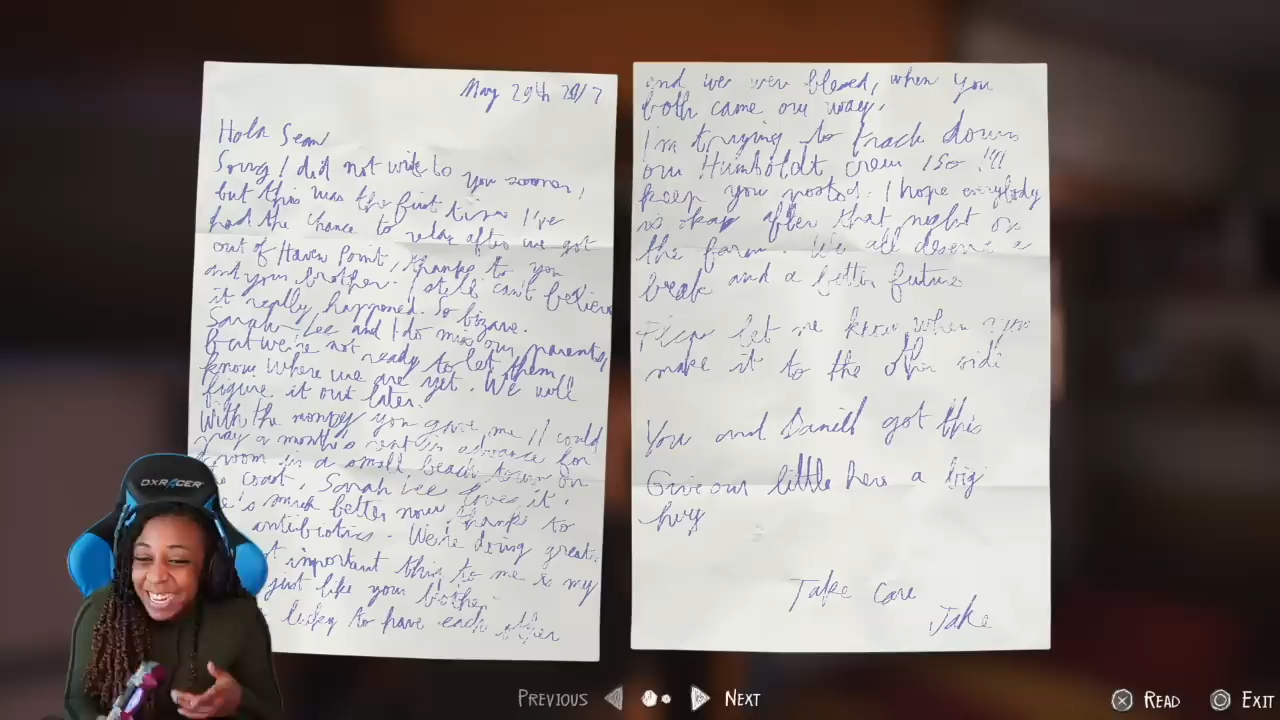 May 29th 2017
Hola Sean
Sorry I did not write to you sooner,
but this was the first time I've
had the chance to relax after we got
out of Haven Point, thanks to you
and your brother. I still can't believe
it really happened. So bizare.
Sarah-Lee and I do miss our parents,
but we're not ready to let them
know where we are yet. We will
figure it out later.
With the money you gave me I could
pay a month's rent in advance for
room in a small beach town on
coast, Sarah Lee loves it.
much better now, thanks to
antibiotics. We're doing great.
important thing to me is my
just like your brother.
lucky to have each other
and we were blessed, when you
both came our way.
I'm trying to track down
our Humboldt crew so I'll
keep you posted. I hope everybody
is okay after that night on
the farm. We all deserve a
break and a better future
Please let me know when you
make it to the other side
You and Daniel got this
Give our little hero a big
hug
Take care
Jake
DXRACER
PREVIOUS NEXT
READ EXIT